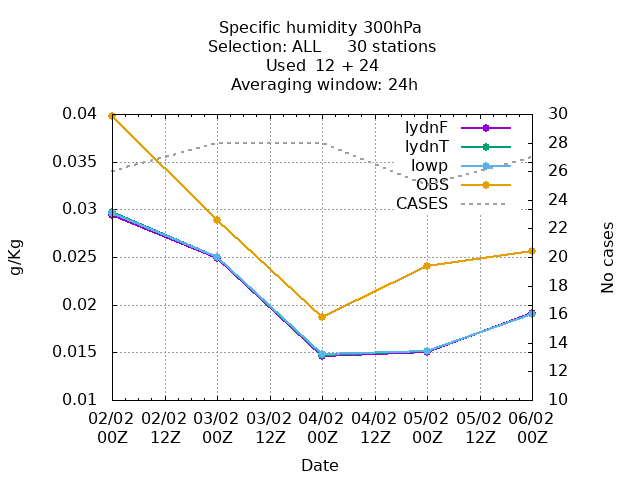 Specific humidity 300hPa
Selection: ALL     30 stations
Used  12 + 24
Averaging window: 24h
0.04
0.035
0.03
0.025
0.02
0.015
0.01
g/Kg
30
28
26
24
22
20
18
16
14
12
10
No cases
lydnF
lydnT
lowp
OBS
CASES
02/02 02/02 03/02 03/02 04/02 04/02 05/02 05/02 06/02
00Z 12Z 00Z 12Z 00Z 12Z 00Z 12Z 00Z
Date